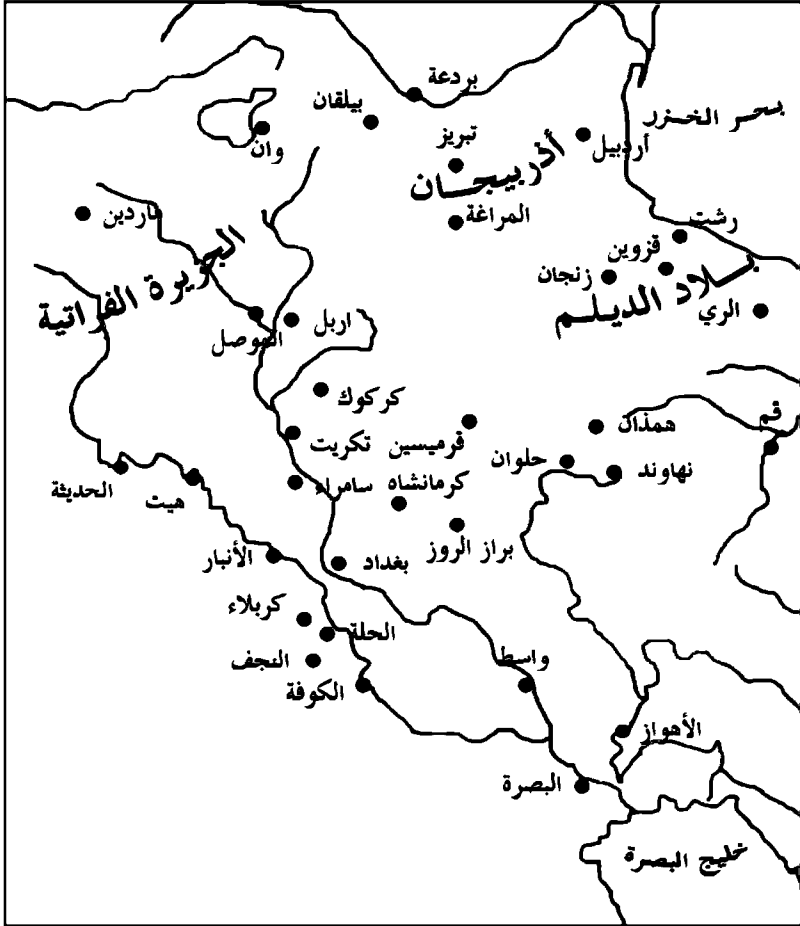 بردعة
بيلقان
بحر الخزر
وان
تبريز
أردبيل
أذربيجان
ماردين
المراغة
رشت
قزوين
الجزيرة الفراتية
زنجان
بلاد الديلم
الري
الموصل
اربل
كركوك
قم
همذان
تكريت
قرميسين
حلوان
نهاوند
الحديثة
هيت
سامراء
كرمانشاه
الأنبار
بغداد
براز الروز
كربلاء
الحلة
النجف
واسط
الكوفة
الأهواز
البصرة
خليج البصرة